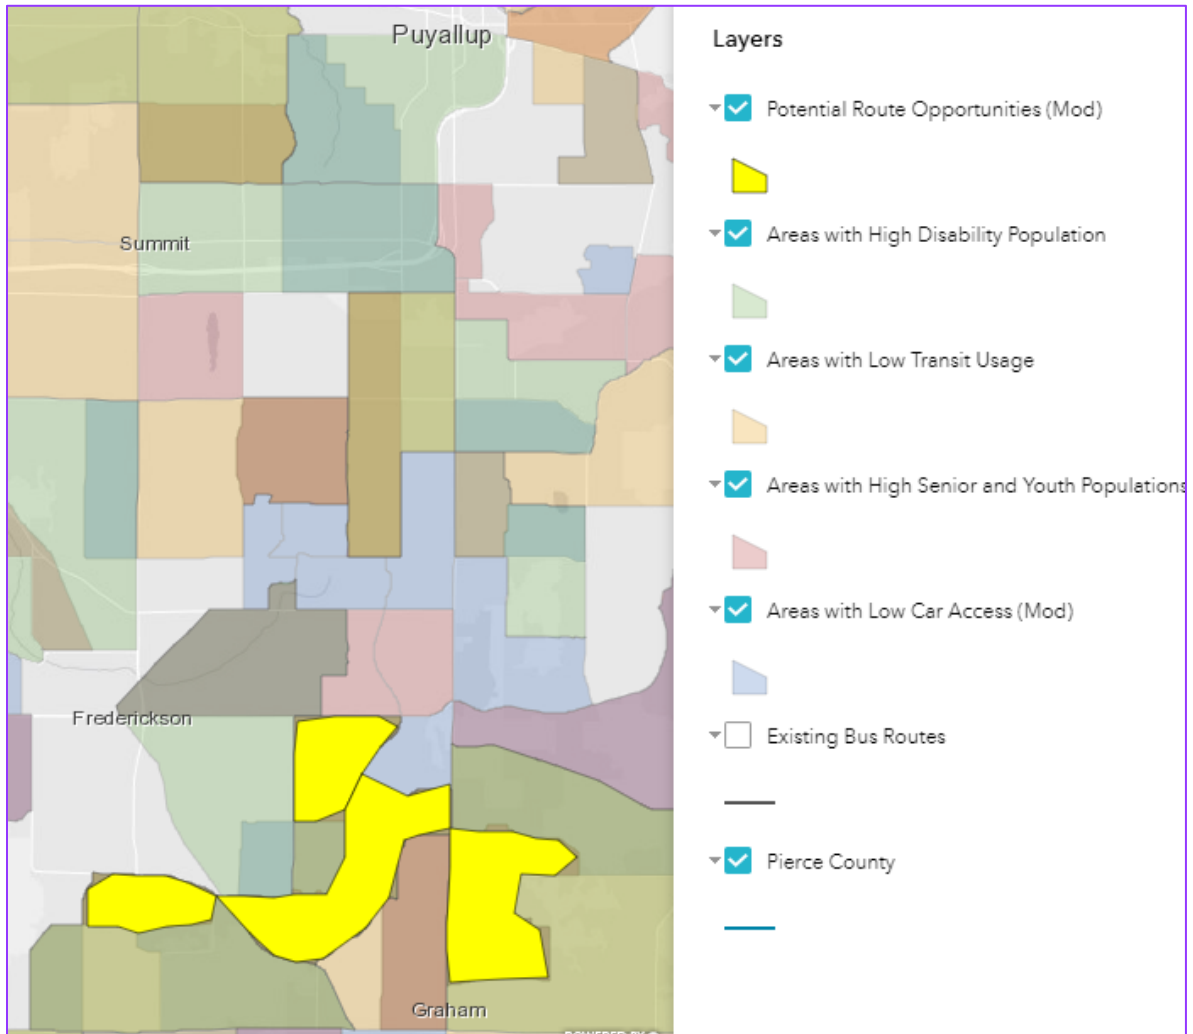 Puyallup
Summit
Frederickson
Graham
Layers
Potential Route Opportunities (Mod)
Areas with High Disability Population
Areas with Low Transit Usage
Areas with High Senior and Youth Populations
Areas with Low Car Access (Mod)
Existing Bus Routes
Pierce County